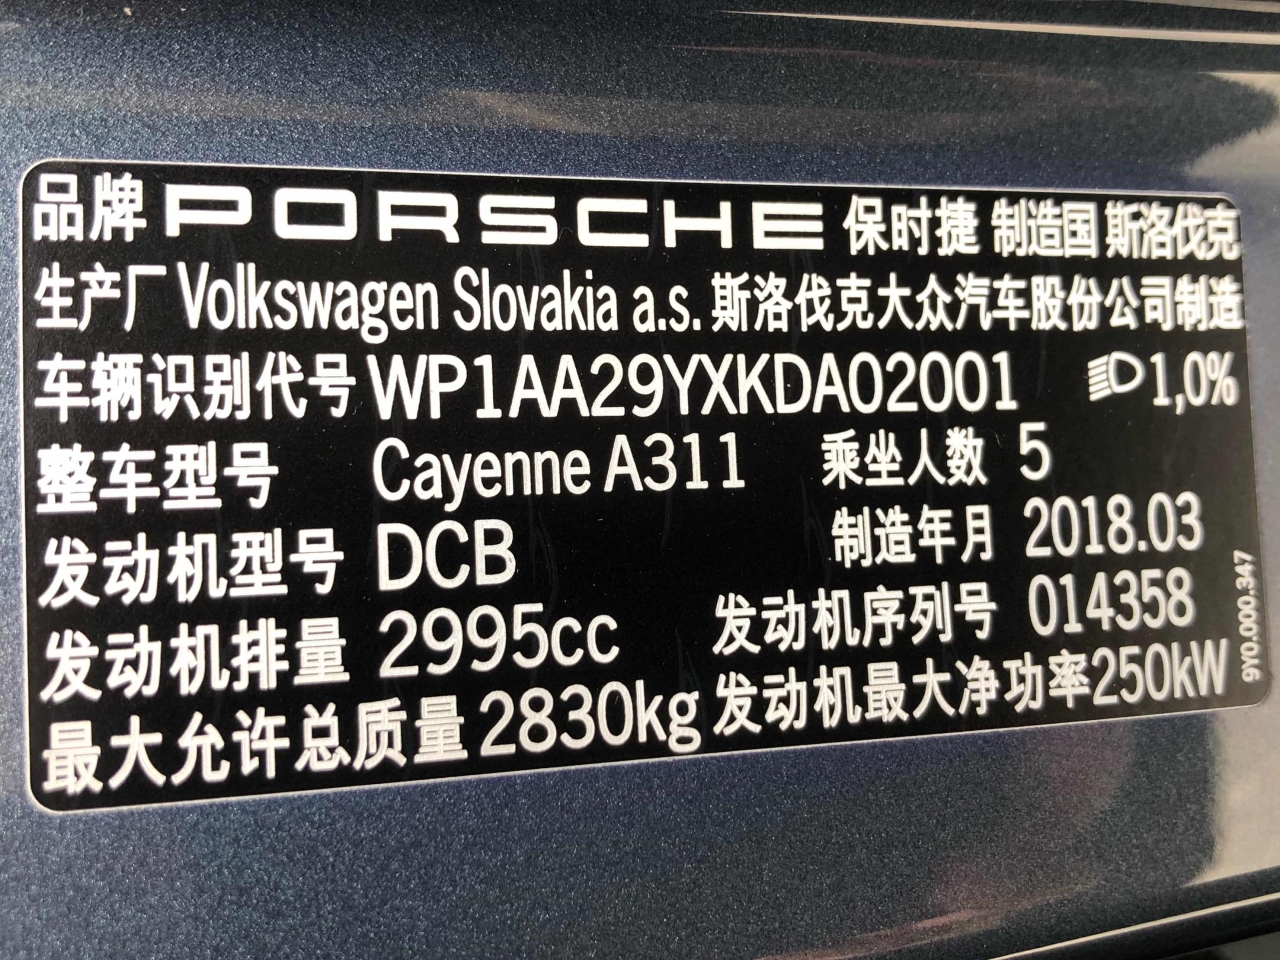 品牌 PORSCHE 保时捷 制造国 斯洛伐克
生产厂 Volkswagen Slovakia a.s. 斯洛伐克大众汽车股份公司制造
车辆识别代号 WP1AA29YXKDA02001 1,0%
整车型号 Cayenne A311 乘坐人数 5
发动机型号 DCB 制造年月 2018.03
发动机排量 2995cc 发动机序列号 014358
最大允许总质量 2830kg 发动机最大净功率 250kW
9Y0.000.347